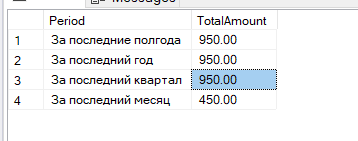 Messages
Period TotalAmount
1 За последние полгода 950.00
2 За последний год 950.00
3 За последний квартал 950.00
4 За последний месяц 450.00